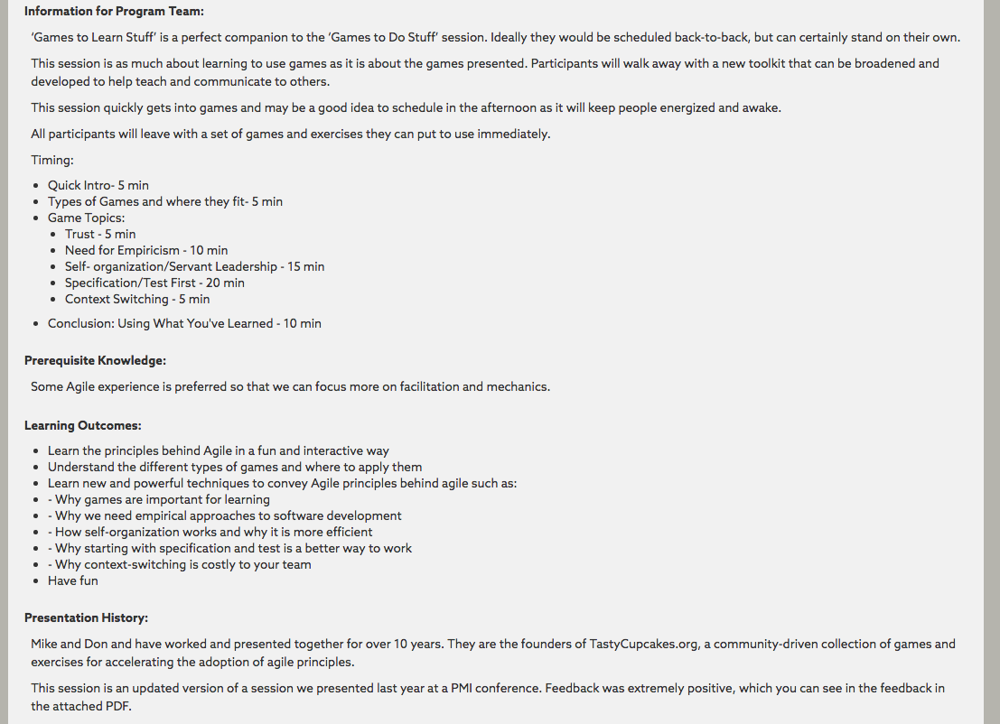 Information for Program Team:
‘Games to Learn Stuff’ is a perfect companion to the ‘Games to Do Stuff’ session. Ideally they would be scheduled back-to-back, but can certainly stand on their own.
This session is as much about learning to use games as it is about the games presented. Participants will walk away with a new toolkit that can be broadened and
developed to help teach and communicate to others.
This session quickly gets into games and may be a good idea to schedule in the afternoon as it will keep people energized and awake.
All participants will leave with a set of games and exercises they can put to use immediately.
Timing:
• Quick Intro- 5 min
• Types of Games and where they fit- 5 min
• Game Topics:
• Trust - 5 min
• Need for Empiricism - 10 min
• Self- organization/Servant Leadership - 15 min
• Specification/Test First - 20 min
• Context Switching - 5 min
• Conclusion: Using What You've Learned - 10 min
Prerequisite Knowledge:
Some Agile experience is preferred so that we can focus more on facilitation and mechanics.
Learning Outcomes:
• Learn the principles behind Agile in a fun and interactive way
• Understand the different types of games and where to apply them
• Learn new and powerful techniques to convey Agile principles behind agile such as:
• - Why games are important for learning
• - Why we need empirical approaches to software development
• - How self-organization works and why it is more efficient
• - Why starting with specification and test is a better way to work
• - Why context-switching is costly to your team
• Have fun
Presentation History:
Mike and Don and have worked and presented together for over 10 years. They are the founders of TastyCupcakes.org, a community-driven collection of games and
exercises for accelerating the adoption of agile principles.
This session is an updated version of a session we presented last year at a PMI conference. Feedback was extremely positive, which you can see in the feedback in
the attached PDF.